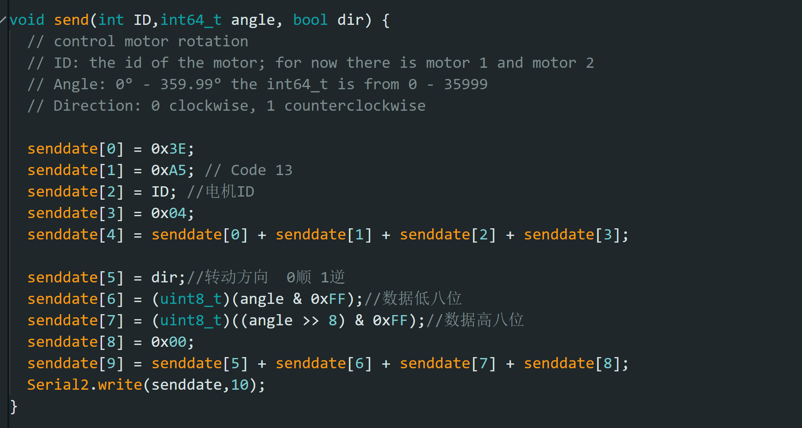 void send(int ID,int64_t angle, bool dir) {
// control motor rotation
// ID: the id of the motor; for now there is motor 1 and motor 2
// Angle: 0° - 359.99° the int64_t is from 0 - 35999
// Direction: 0 clockwise, 1 counterclockwise
senddate[0] = 0x3E;
senddate[1] = 0xA5; // Code 13
senddate[2] = ID; //电机ID
senddate[3] = 0x04;
senddate[4] = senddate[0] + senddate[1] + senddate[2] + senddate[3];
senddate[5] = dir;//转动方向  0顺 1逆
senddate[6] = (uint8_t)(angle & 0xFF);//数据低八位
senddate[7] = (uint8_t)((angle >> 8) & 0xFF);//数据高八位
senddate[8] = 0x00;
senddate[9] = senddate[5] + senddate[6] + senddate[7] + senddate[8];
Serial2.write(senddate,10);
}